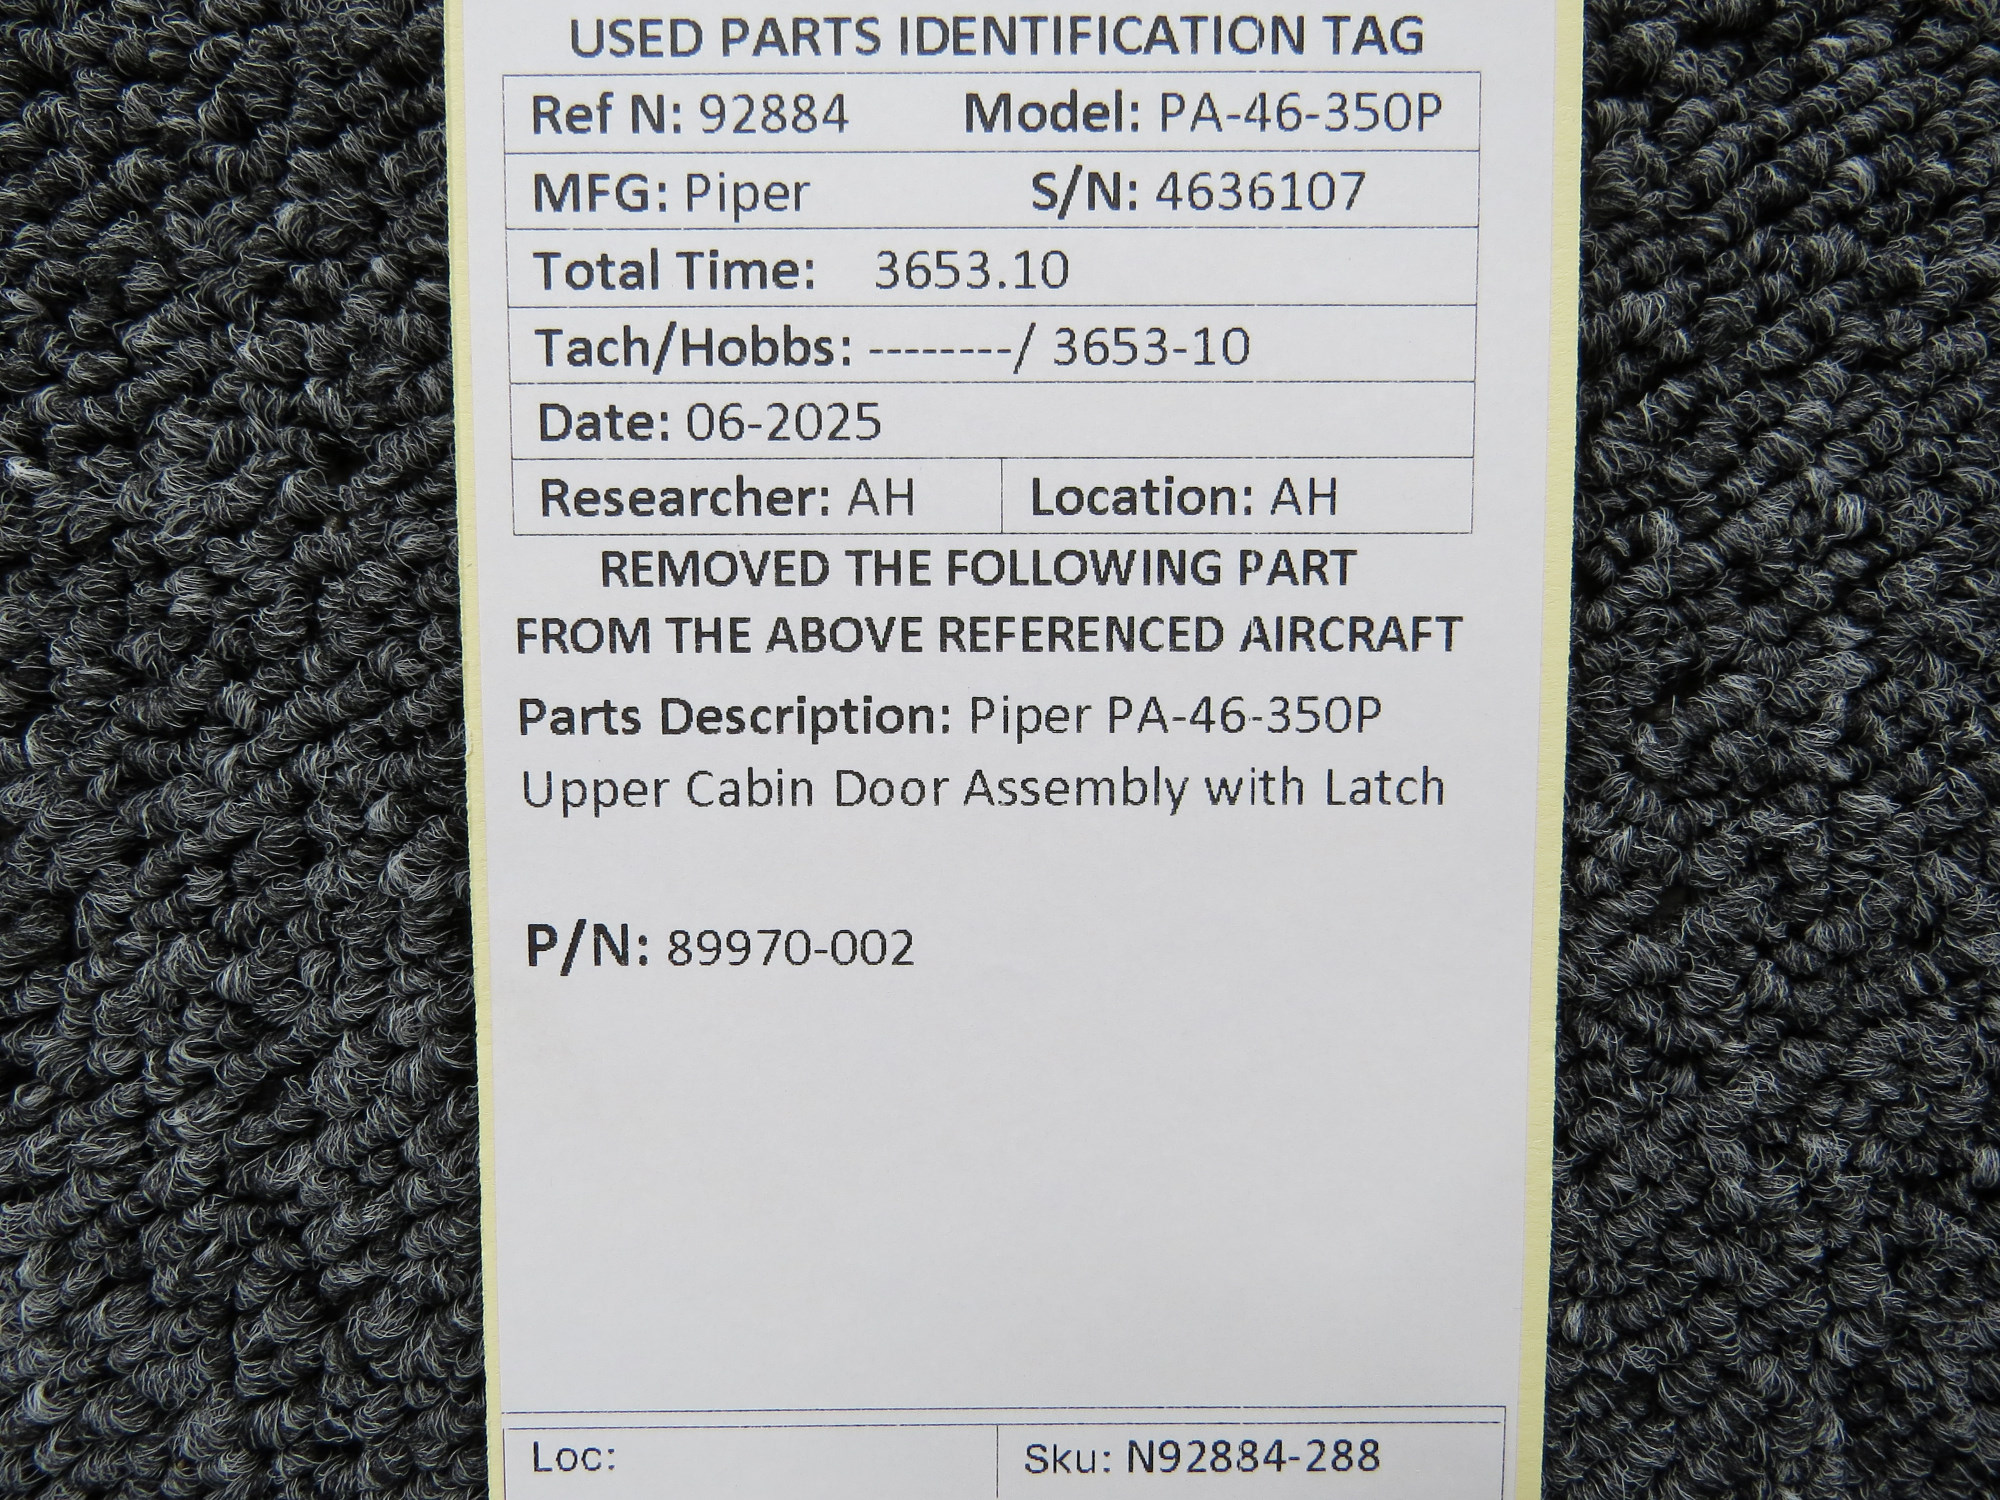 USED PARTS IDENTIFICATION TAG
Ref N: 92884 Model: PA-46-350P
MFG: Piper S/N: 4636107
Total Time: 3653.10
Tach/Hobbs: --------/ 3653-10
Date: 06-2025
Researcher: AH Location: AH
REMOVED THE FOLLOWING PART
FROM THE ABOVE REFERENCED AIRCRAFT
Parts Description: Piper PA-46-350P
Upper Cabin Door Assembly with Latch
P/N: 89970-002
Loc: Sku: N92884-288